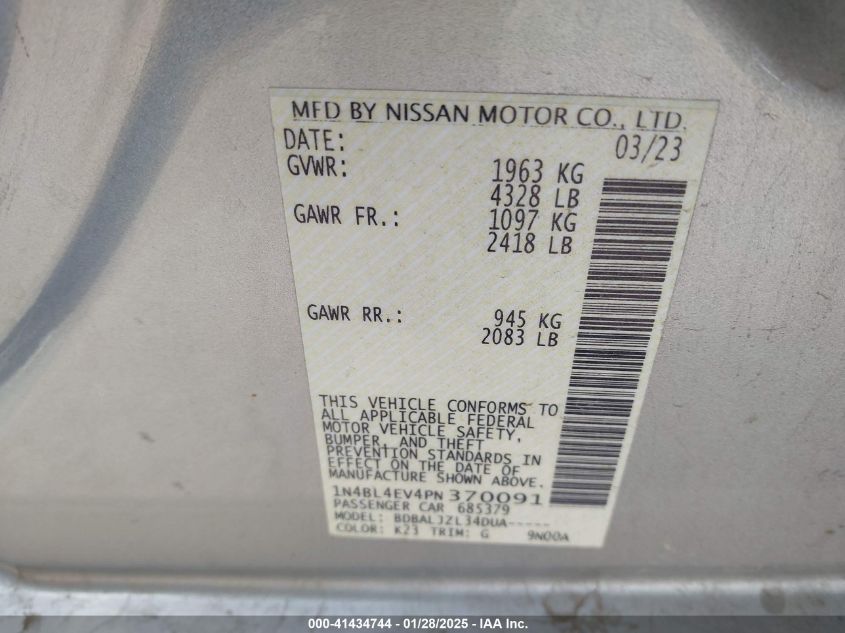 MFD BY NISSAN MOTOR CO., LTD.
DATE: 03/23
GVWR: 1963 KG
4328 LB
GAWR FR.: 1097 KG
2418 LB
GAWR RR.: 945 KG
2083 LB
THIS VEHICLE CONFORMS TO
ALL APPLICABLE FEDERAL
MOTOR VEHICLE SAFETY,
BUMPER, AND THEFT
PREVENTION STANDARDS IN
EFFECT ON THE DATE OF
MANUFACTURE SHOWN ABOVE.
1N4BL4EV4PN370091
PASSENGER CAR 685379
MODEL: BDBALJZL34DUA-----
COLOR: K23 TRIM: G 9N00A
000-41434744 - 01/28/2025 - IAA Inc.